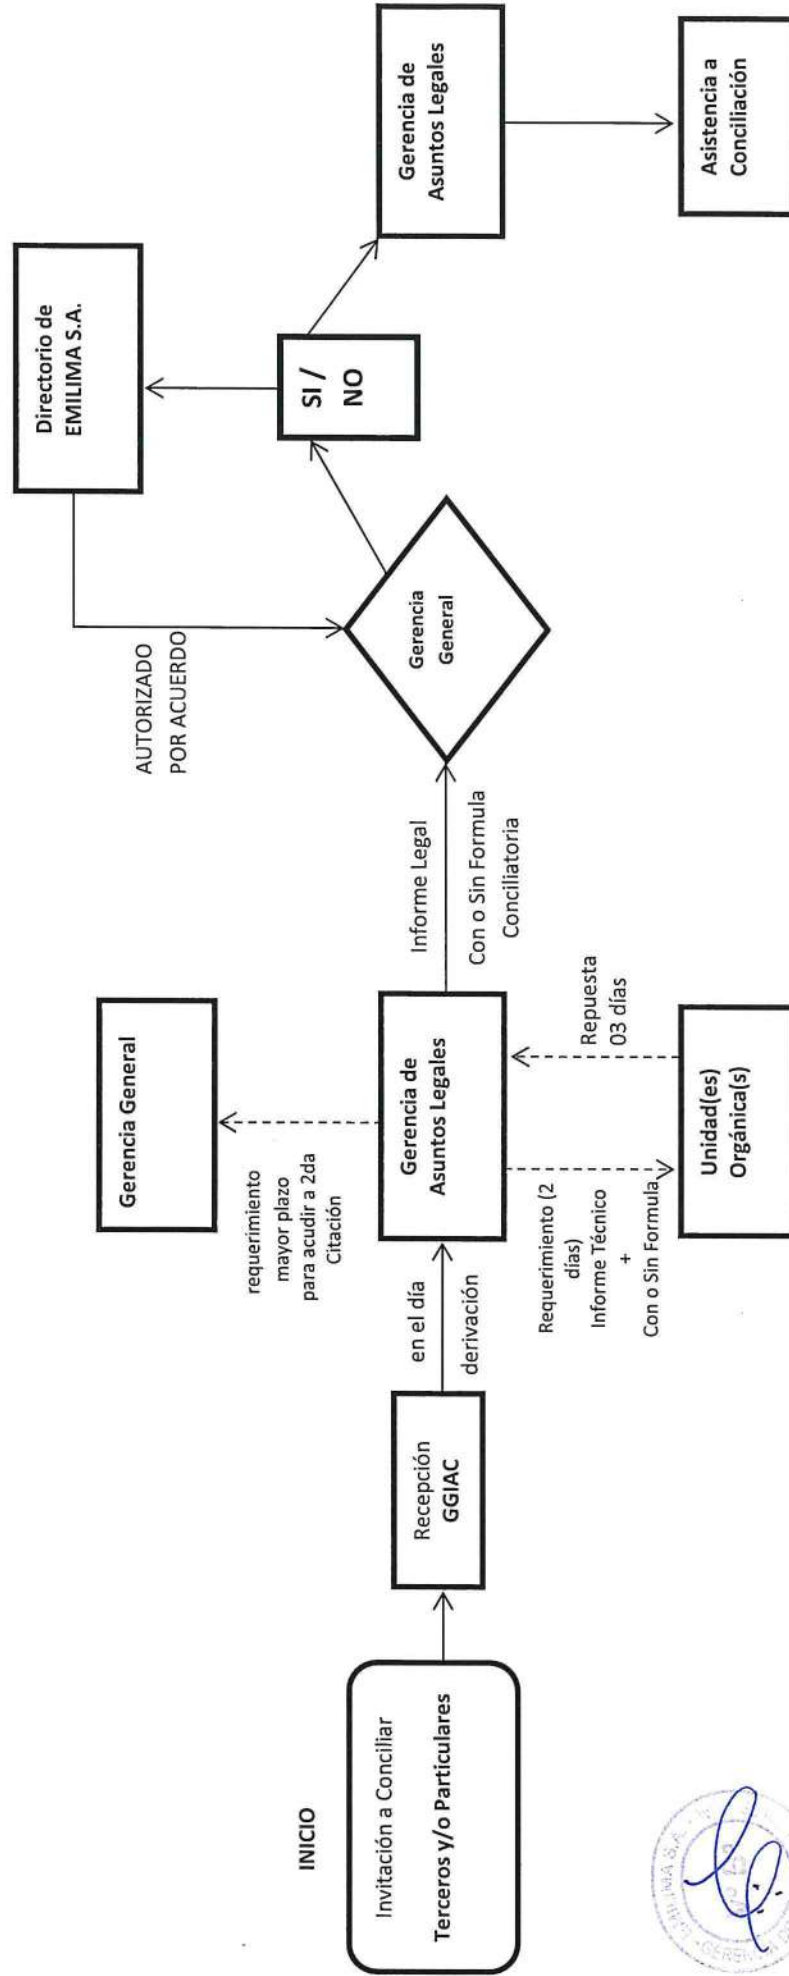 INICIO
Invitación a Conciliar
Terceros y/o Particulares
Recepción
GGIAC
en el día
derivación
Gerencia General
requerimiento
mayor plazo
para acudir a 2da
Citación
Gerencia de
Asuntos Legales
Requerimiento (2
días)
Informe Técnico
+
Con o Sin Formula
Repuesta
03 días
Unidad(es)
Orgánica(s)
Informe Legal
Con o Sin Formula
Conciliatoria
Gerencia
General
AUTORIZADO
POR ACUERDO
Directorio de
EMILIMA S.A.
SI /
NO
Gerencia de
Asuntos Legales
Asistencia a
Conciliación
EMILIMA S.A.